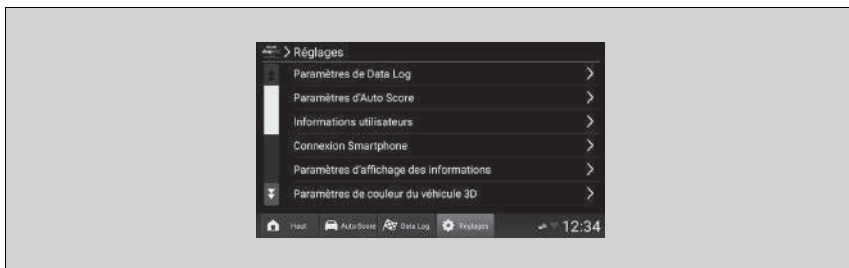 > Réglages
Paramètres de Data Log
Paramètres d'Auto Score
Informations utilisateurs
Connexion Smartphone
Paramètres d'affichage des informations
Paramètres de couleur du véhicule 3D
Haut Auto Score Data Log Réglages 12:34